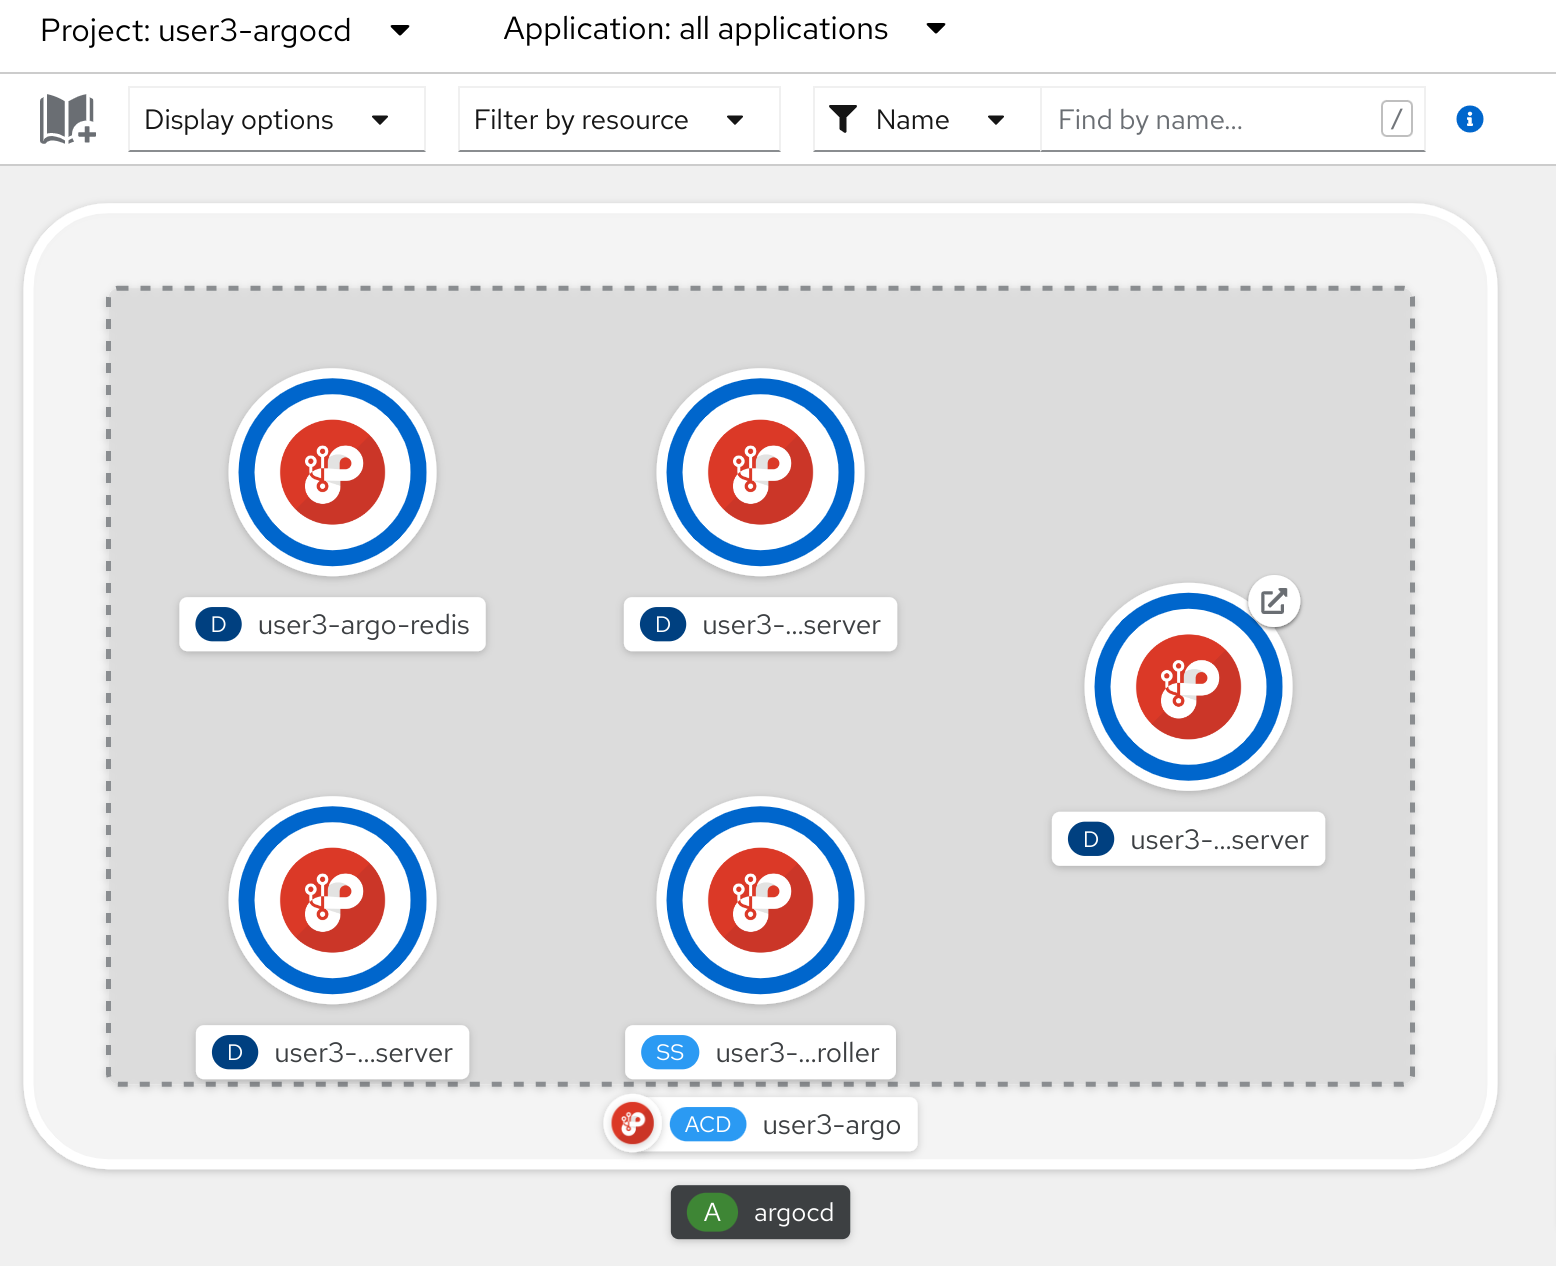 Project: user3-argocd Application: all applications
Display options Filter by resource Name Find by name... /
D user3-argo-redis D user3-...server
D user3-...server
D user3-...server SS user3-...roller
ACD user3-argo
A argocd